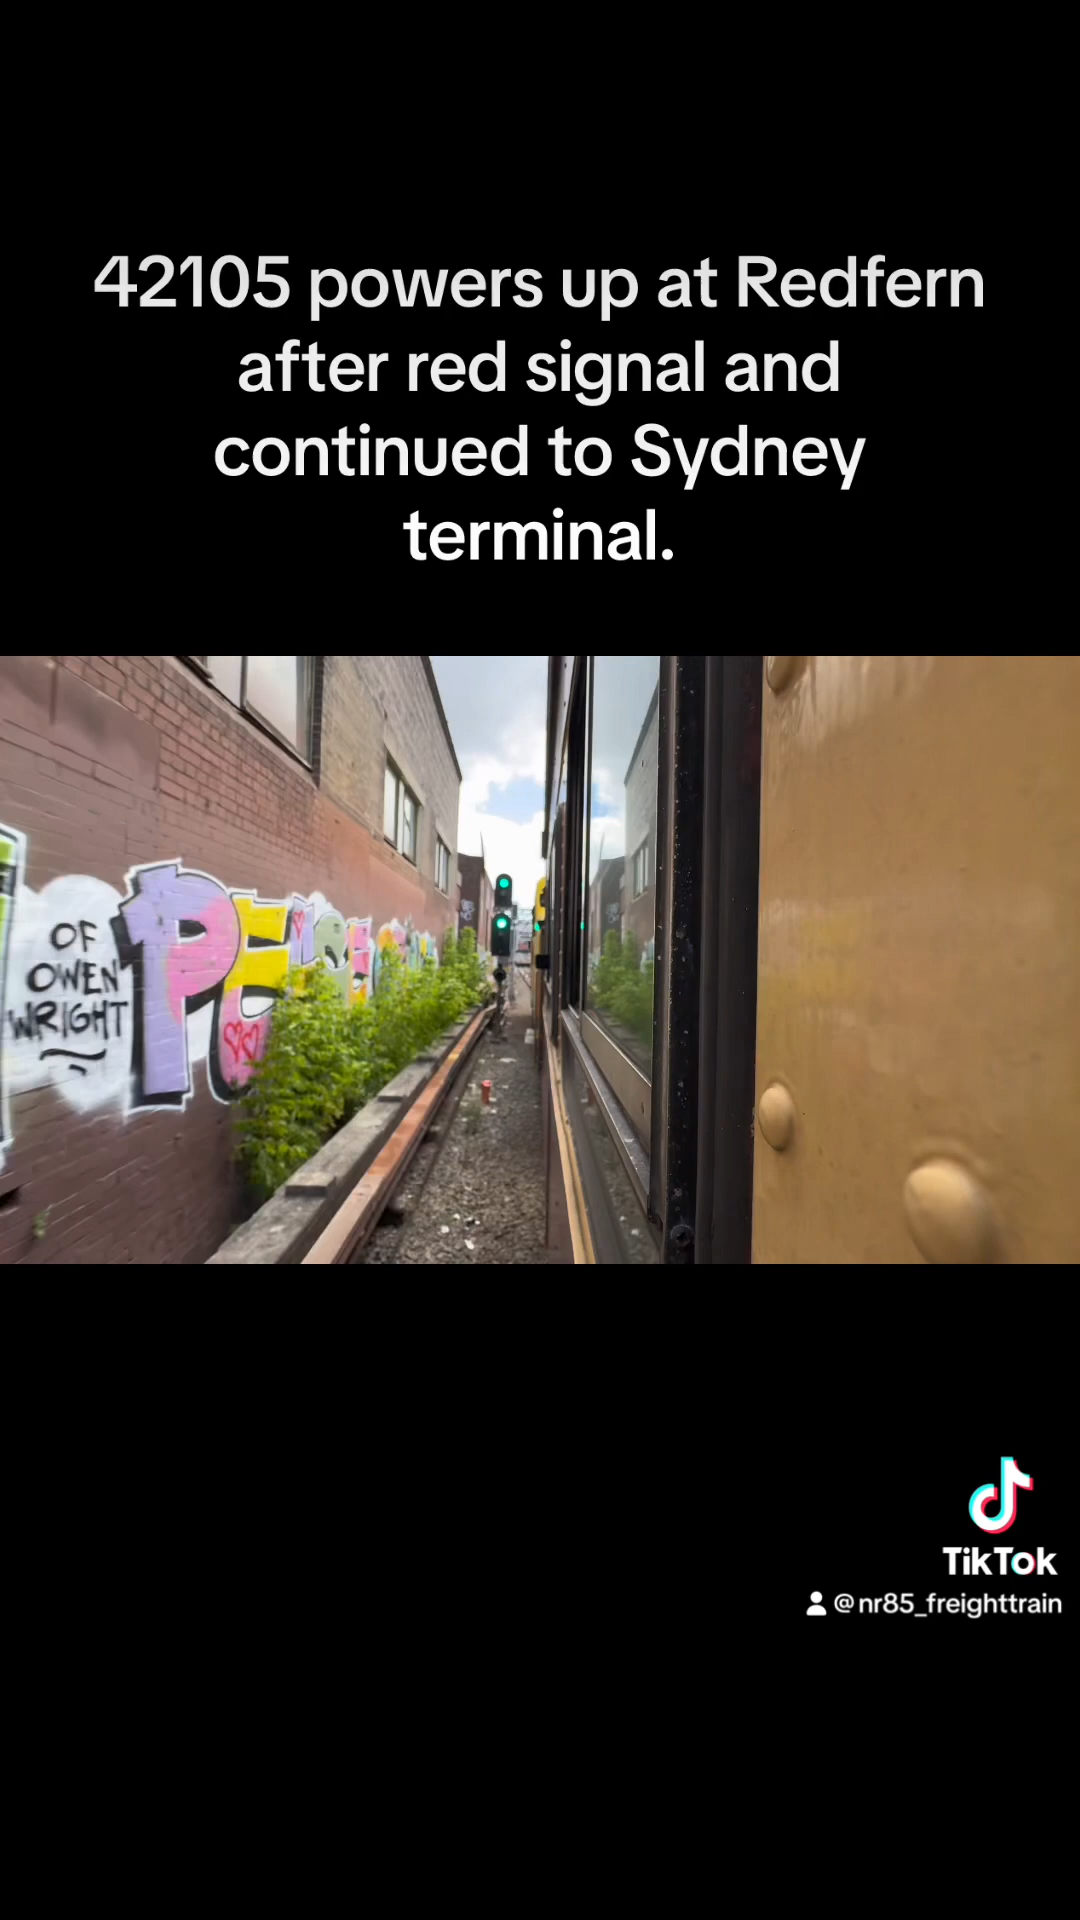 42105 powers up at Redfern
after red signal and
continued to Sydney
terminal.
OF
OWEN
WRIGHT
TikTok
@nr85_freighttrain